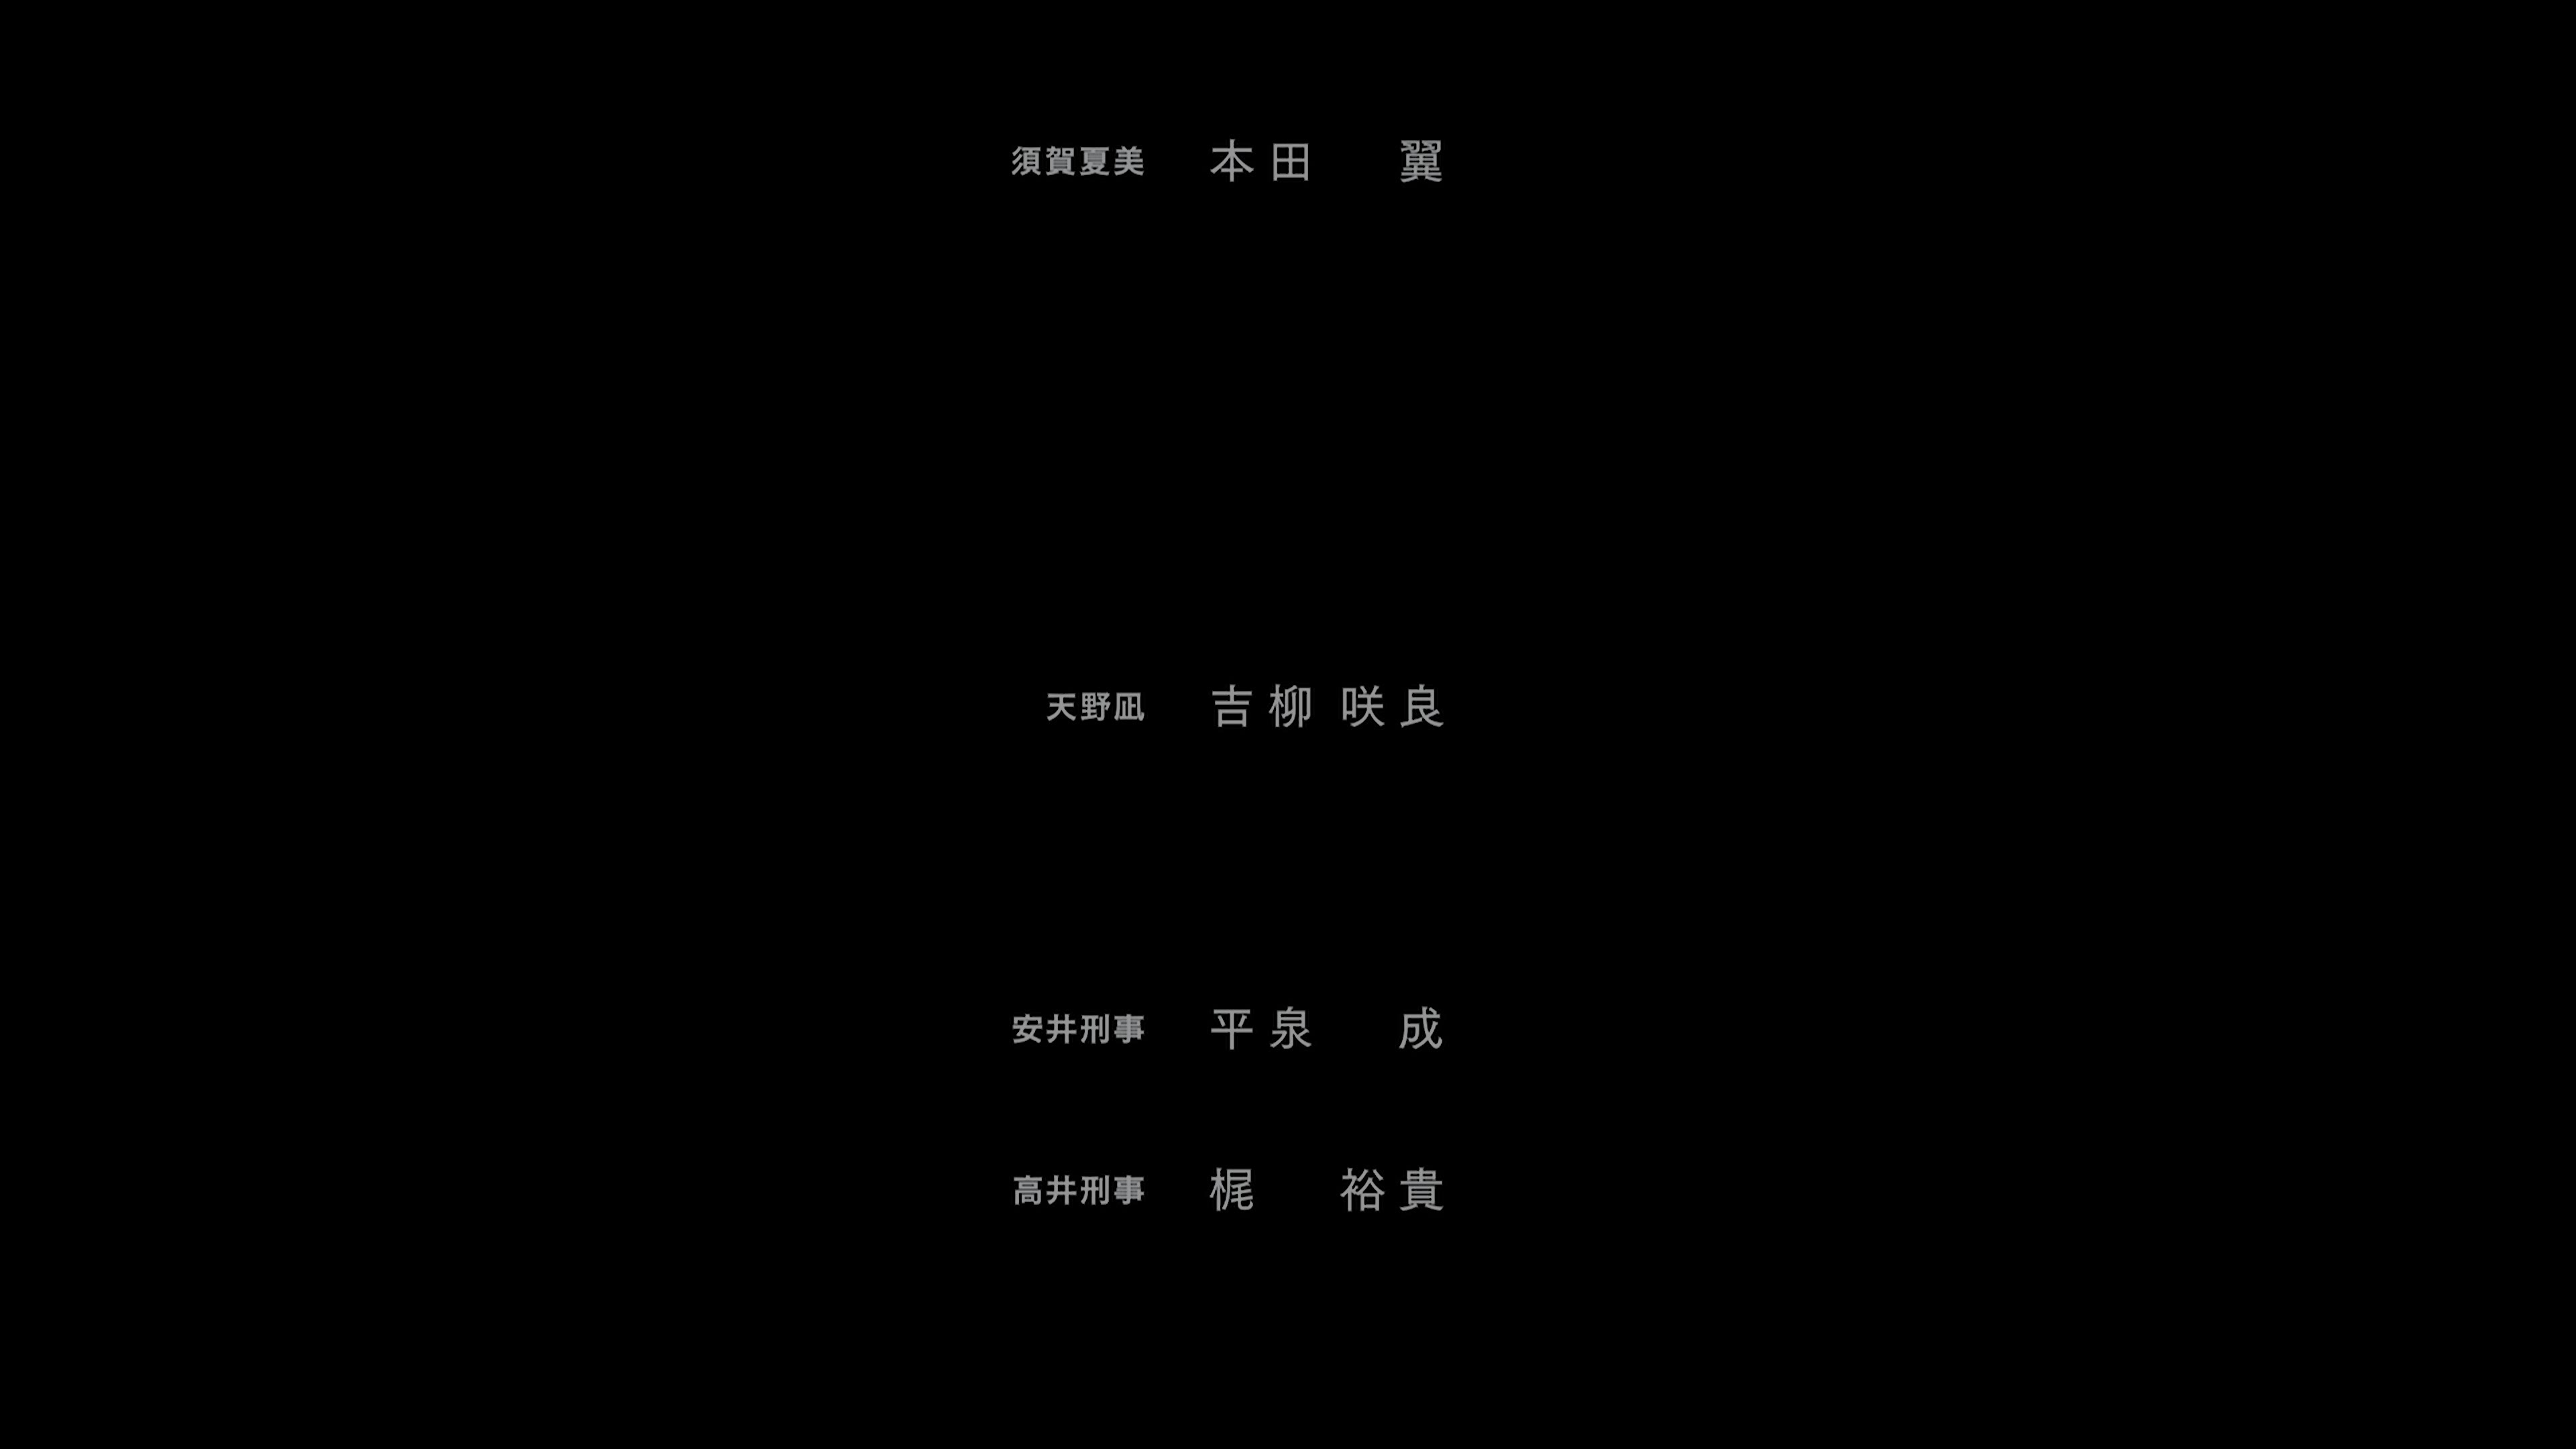 須賀夏美 本田 翼
天野凪 吉柳咲良
安井刑事 平泉 成
高井刑事 梶 裕貴